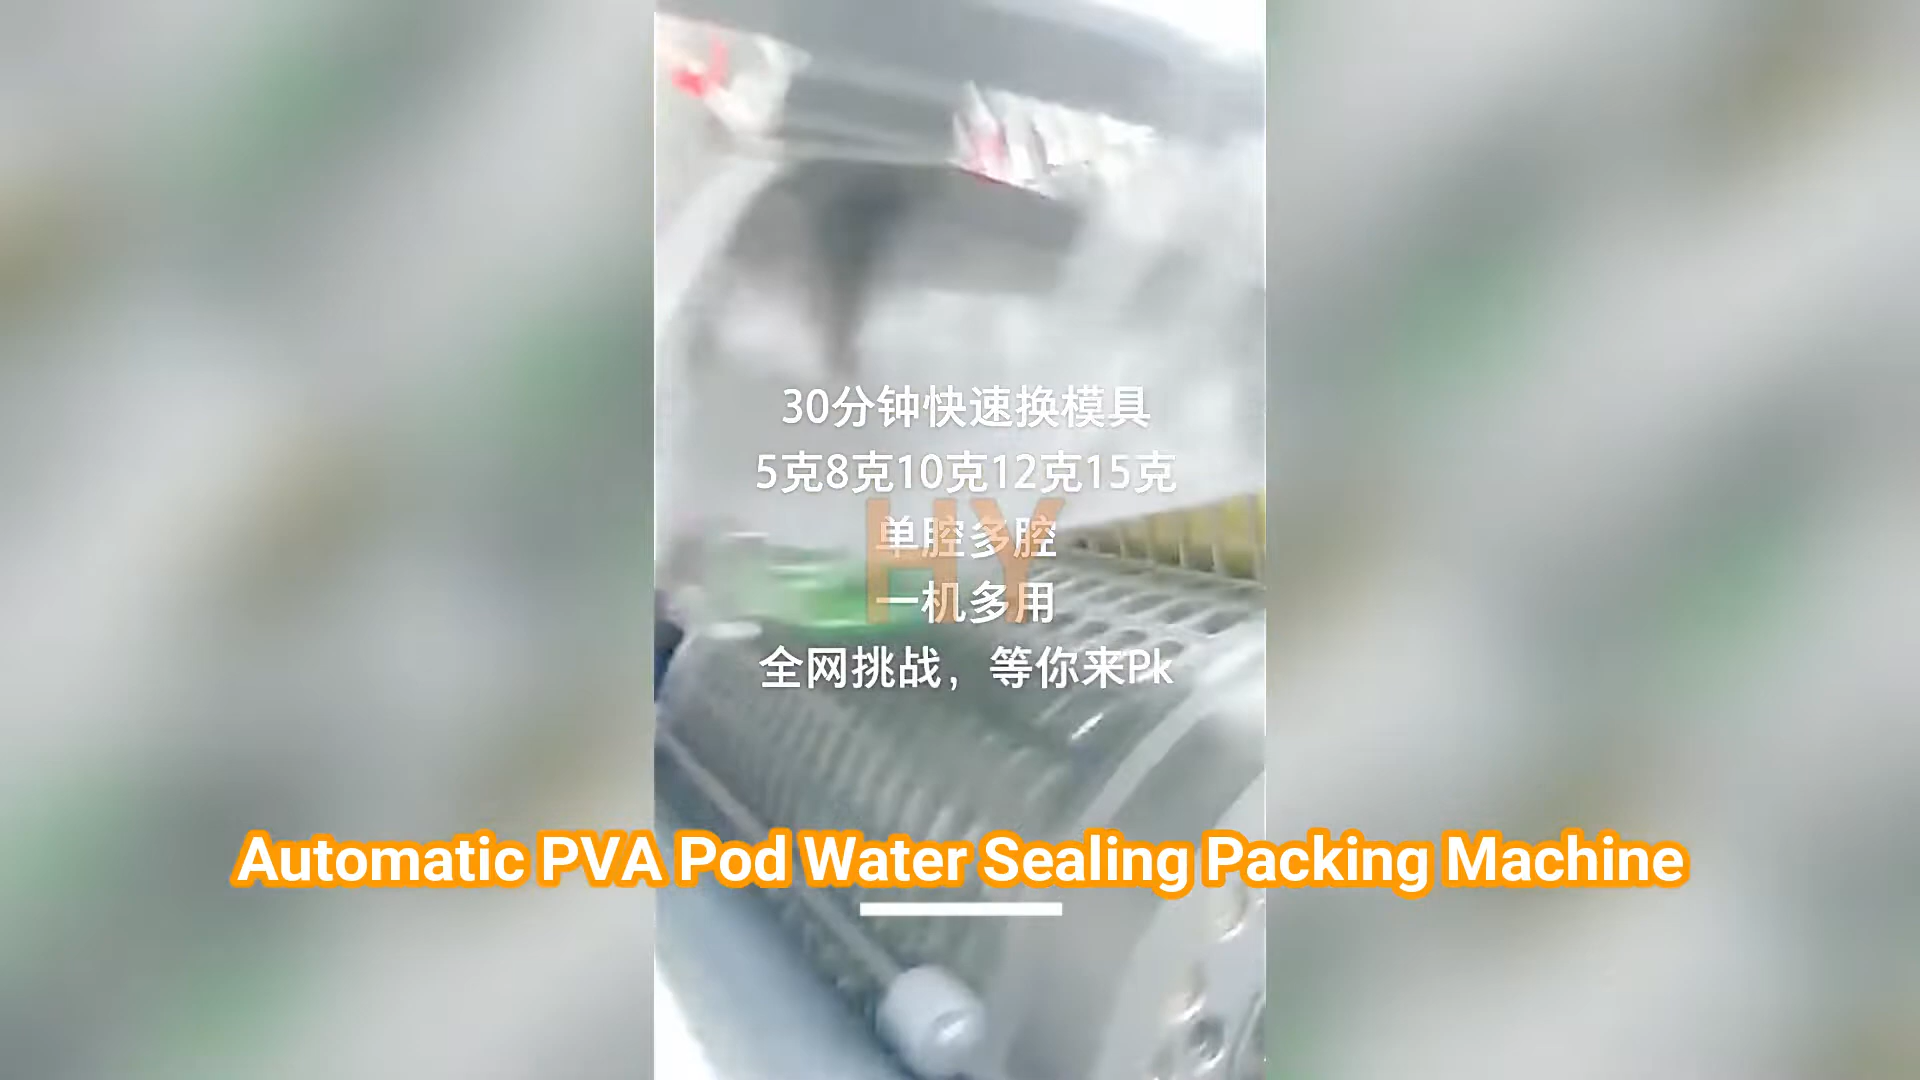 30分钟快速换模具
5克8克10克12克15克
HY
单腔多腔
一机多用
全网挑战，等你来Pk
Automatic PVA Pod Water Sealing Packing Machine